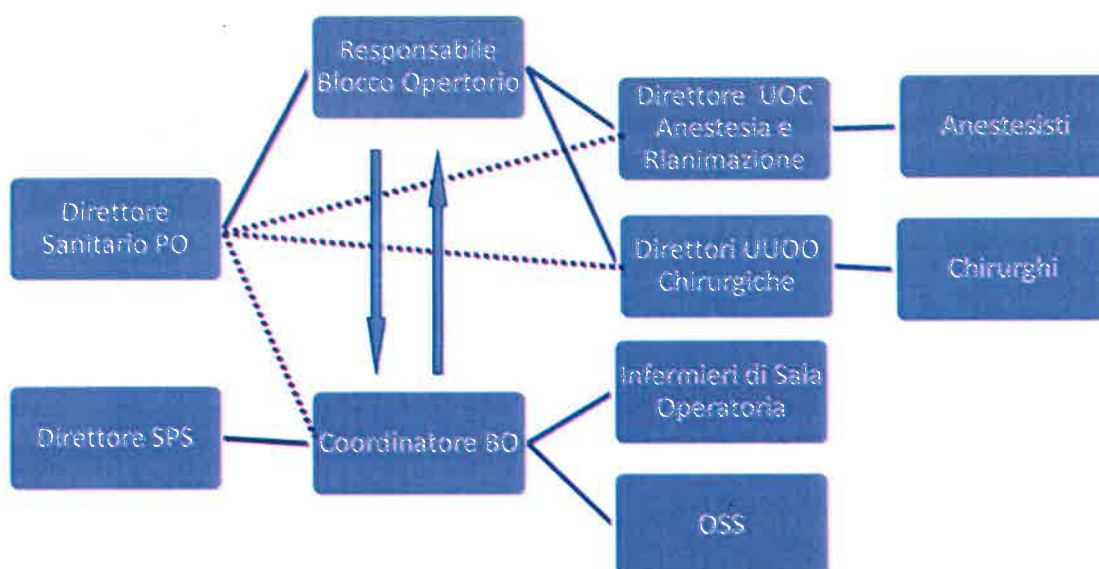 Responsabile
Blocco Opertorio
Direttore UOC
Anestesia e
Rianimazione
Anestesisti
Direttore
Sanitario PO
Direttori UUOO
Chirurgiche
Chirurghi
Infermieri di Sala
Operatoria
Direttore SPS
Coordinatore BO
OSS